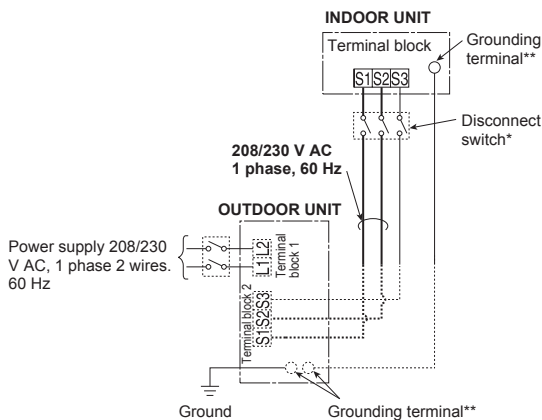 INDOOR UNIT
Terminal block
Grounding
terminal**
S1 S2 S3
Disconnect
switch*
208/230 V AC
1 phase, 60 Hz
OUTDOOR UNIT
Power supply 208/230
V AC, 1 phase 2 wires.
60 Hz
L1 L2
Terminal
block 1
Terminal block 2
S1 S2 S3
Ground
Grounding terminal**